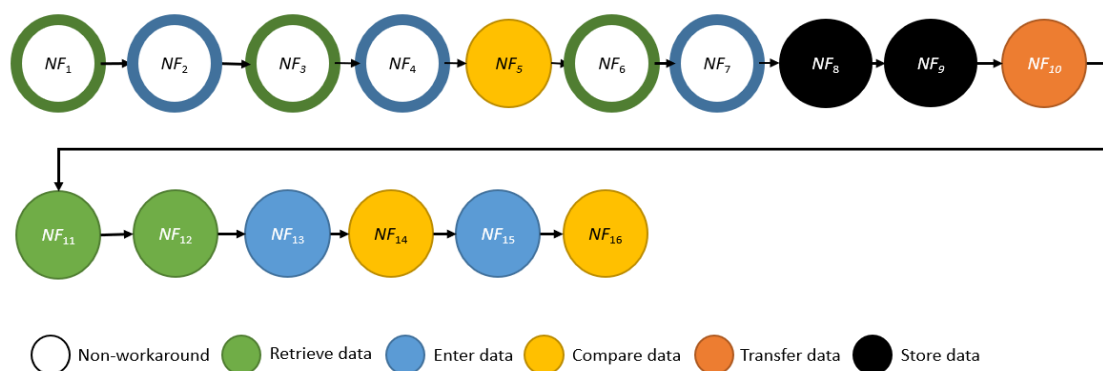 NF1 NF2 NF3 NF4 NF5 NF6 NF7 NF8 NF9 NF10
NF11 NF12 NF13 NF14 NF15 NF16
Non-workaround Retrieve data Enter data Compare data Transfer data Store data